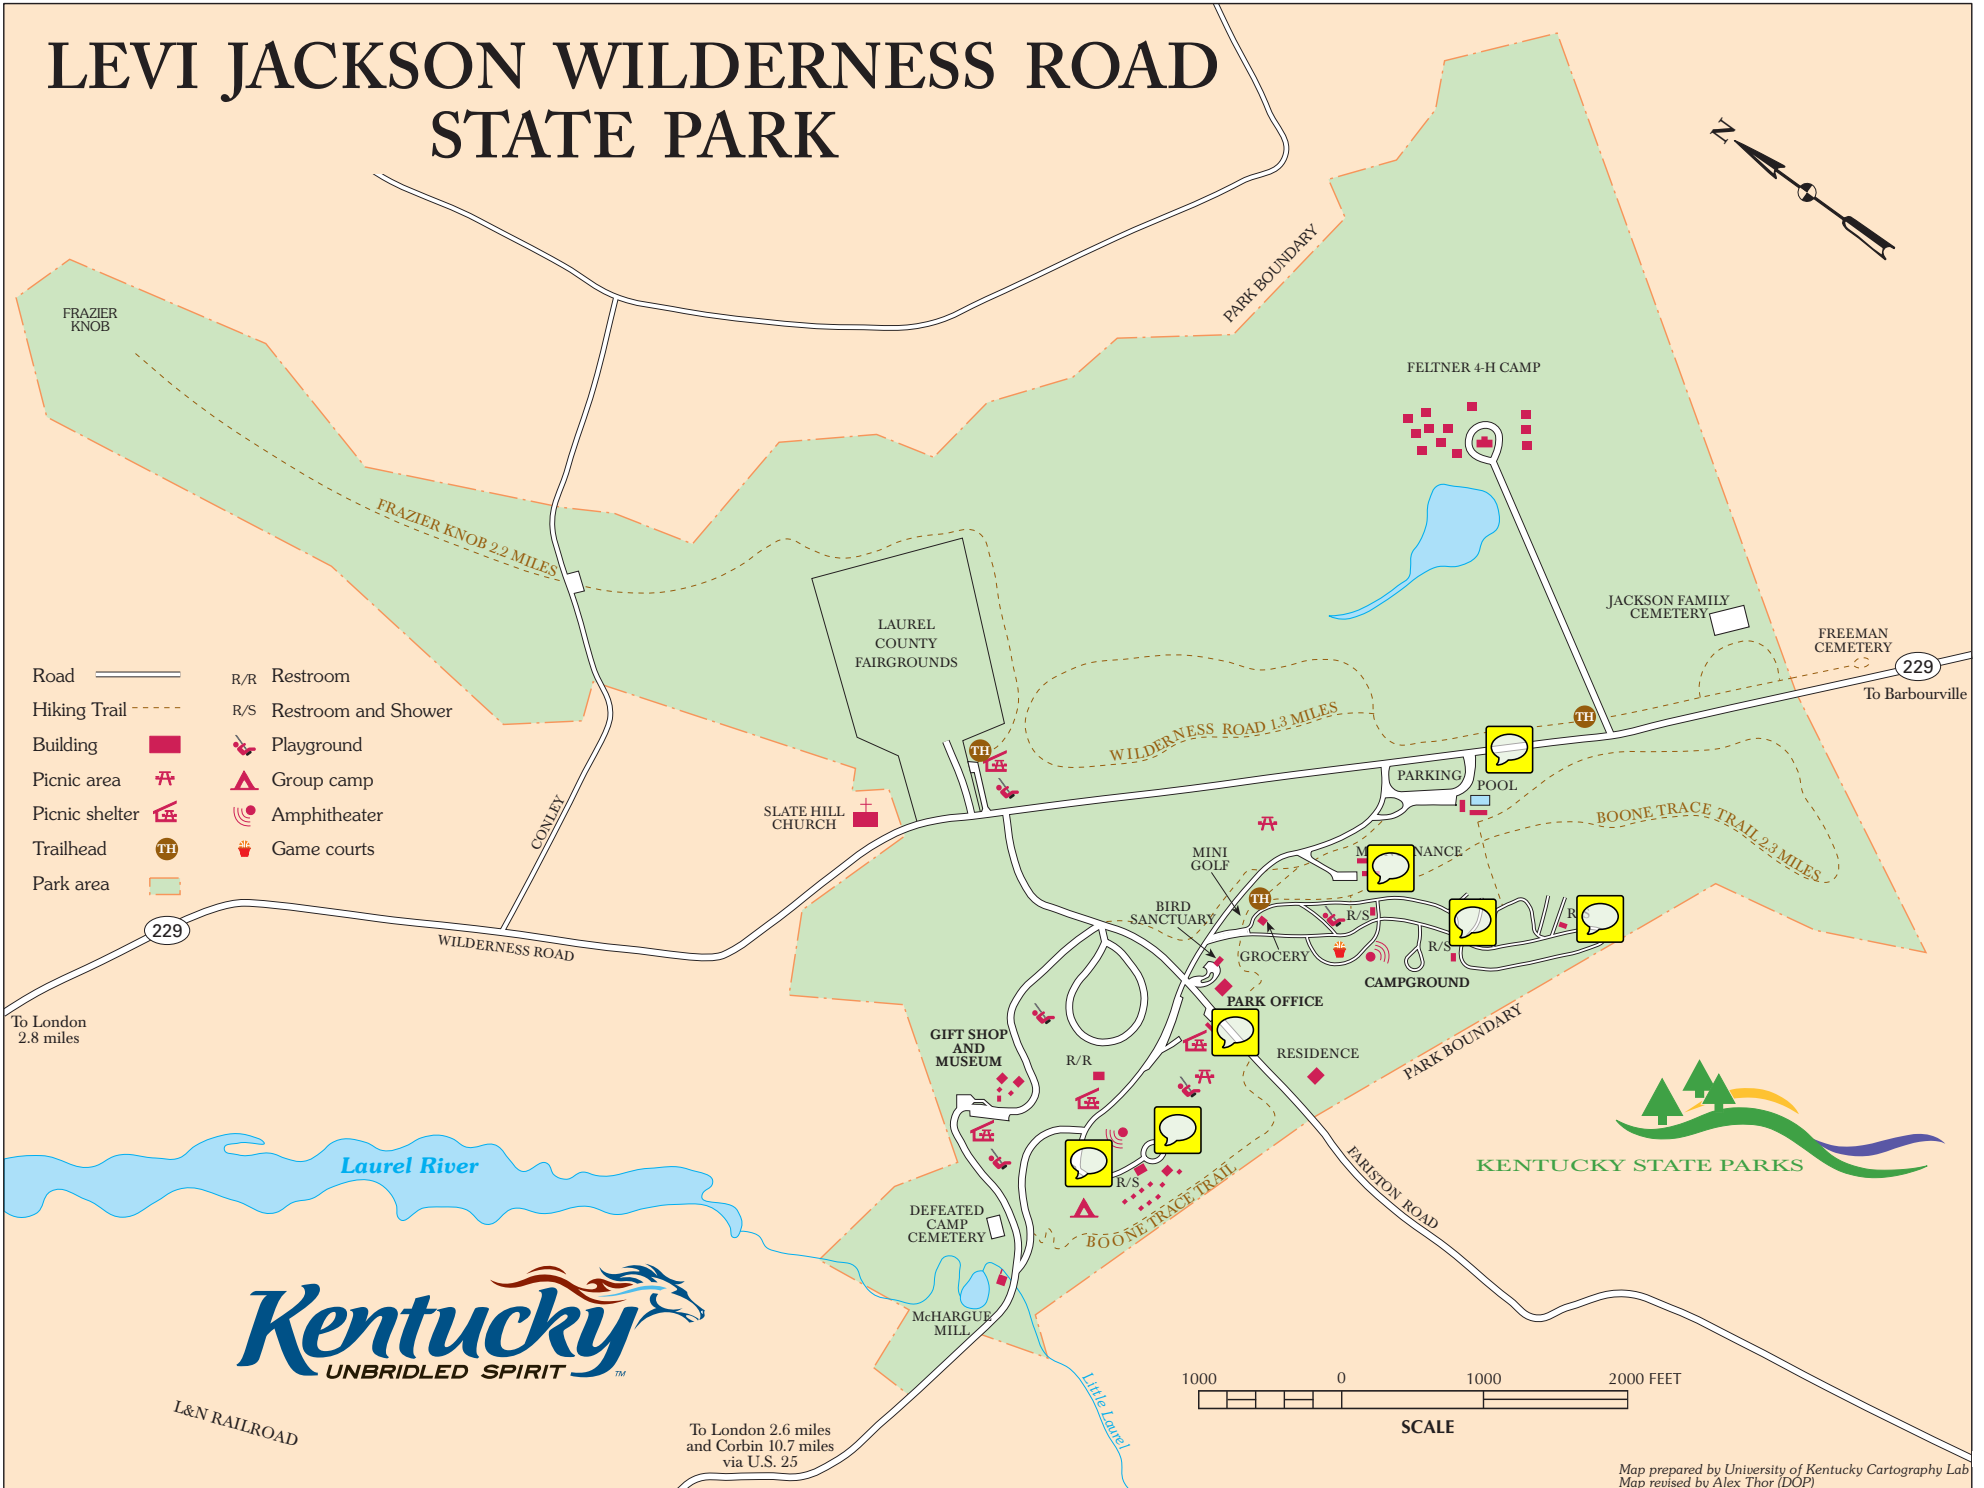 LEVI JACKSON WILDERNESS ROAD
STATE PARK
N
PARK BOUNDARY
FRAZIER
KNOB
FELTNER 4-H CAMP
FRAZIER KNOB 2.2 MILES
LAUREL
COUNTY
FAIRGROUNDS
JACKSON FAMILY
CEMETERY
FREEMAN
CEMETERY
229
To Barbourville
Road
Hiking Trail
Building
Picnic area
Picnic shelter
Trailhead
TH
Park area
R/R Restroom
R/S Restroom and Shower
Playground
Group camp
Amphitheater
Game courts
WILDERNESS ROAD 1.3 MILES
TH
TH
PARKING
POOL
SLATE HILL
CHURCH
CONLEY
BOONE TRACE TRAIL 2.3 MILES
MINI
GOLF
M NANCE
TH
BIRD
SANCTUARY
R/S
R
R/S
GROCERY
CAMPGROUND
229
WILDERNESS ROAD
To London
2.8 miles
PARK OFFICE
GIFT SHOP
AND
MUSEUM
R/R
RESIDENCE
PARK BOUNDARY
KENTUCKY STATE PARKS
Laurel River
R/S
BOONE TRACE TRAIL
FARISTON ROAD
DEFEATED
CAMP
CEMETERY
McHARGUE
MILL
Kentucky
UNBRIDLED SPIRIT
TM
L&N RAILROAD
Little Laurel
To London 2.6 miles
and Corbin 10.7 miles
via U.S. 25
1000 0 1000 2000 FEET
SCALE
Map prepared by University of Kentucky Cartography Lab
Map revised by Alex Thor (DOP)